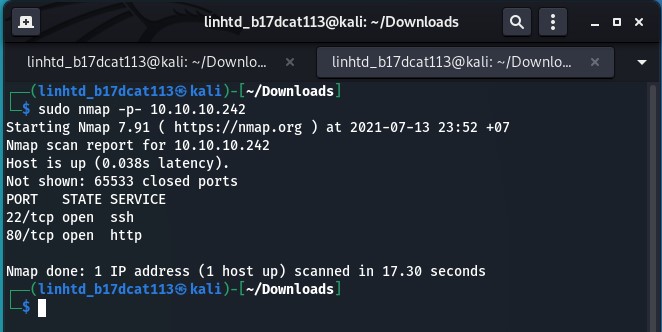 linhtd_b17dcat113@kali: ~/Downloads
linhtd_b17dcat113@kali: ~/Downlo... linhtd_b17dcat113@kali: ~/Downlo...
┌──(linhtd_b17dcat113㉿kali)-[~/Downloads]
└─$ sudo nmap -p- 10.10.10.242
Starting Nmap 7.91 ( https://nmap.org ) at 2021-07-13 23:52 +07
Nmap scan report for 10.10.10.242
Host is up (0.038s latency).
Not shown: 65533 closed ports
PORT   STATE SERVICE
22/tcp open  ssh
80/tcp open  http
Nmap done: 1 IP address (1 host up) scanned in 17.30 seconds
┌──(linhtd_b17dcat113㉿kali)-[~/Downloads]
└─$